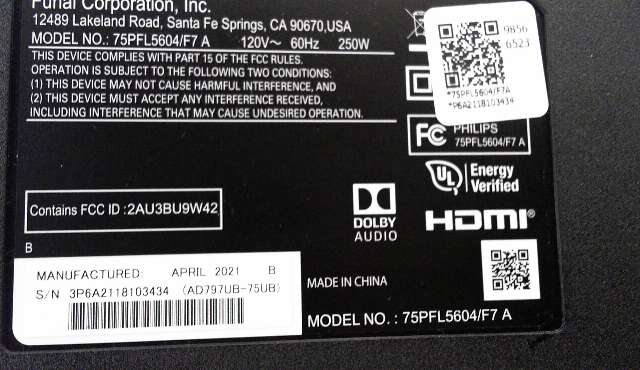 Funai Corporation, Inc.
12489 Lakeland Road, Santa Fe Springs, CA 90670,USA
MODEL NO.: 75PFL5604/F7 A 120V~ 60Hz 250W
THIS DEVICE COMPLIES WITH PART 15 OF THE FCC RULES.
OPERATION IS SUBJECT TO THE FOLLOWING TWO CONDITIONS:
(1) THIS DEVICE MAY NOT CAUSE HARMFUL INTERFERENCE, AND
(2) THIS DEVICE MUST ACCEPT ANY INTERFERENCE RECEIVED,
INCLUDING INTERFERENCE THAT MAY CAUSE UNDESIRED OPERATION.
9856
6523
*75PFL5604/F7A
*P6A2118103434
FC PHILIPS
75PFL5604/F7 A
UL Energy
Verified
Contains FCC ID :2AU3BU9W42
DOLBY
AUDIO
HDMI®
B
MANUFACTURED: APRIL 2021 B
S/N 3P6A2118103434 (AD797UB-75UB)
MADE IN CHINA
MODEL NO. : 75PFL5604/F7 A